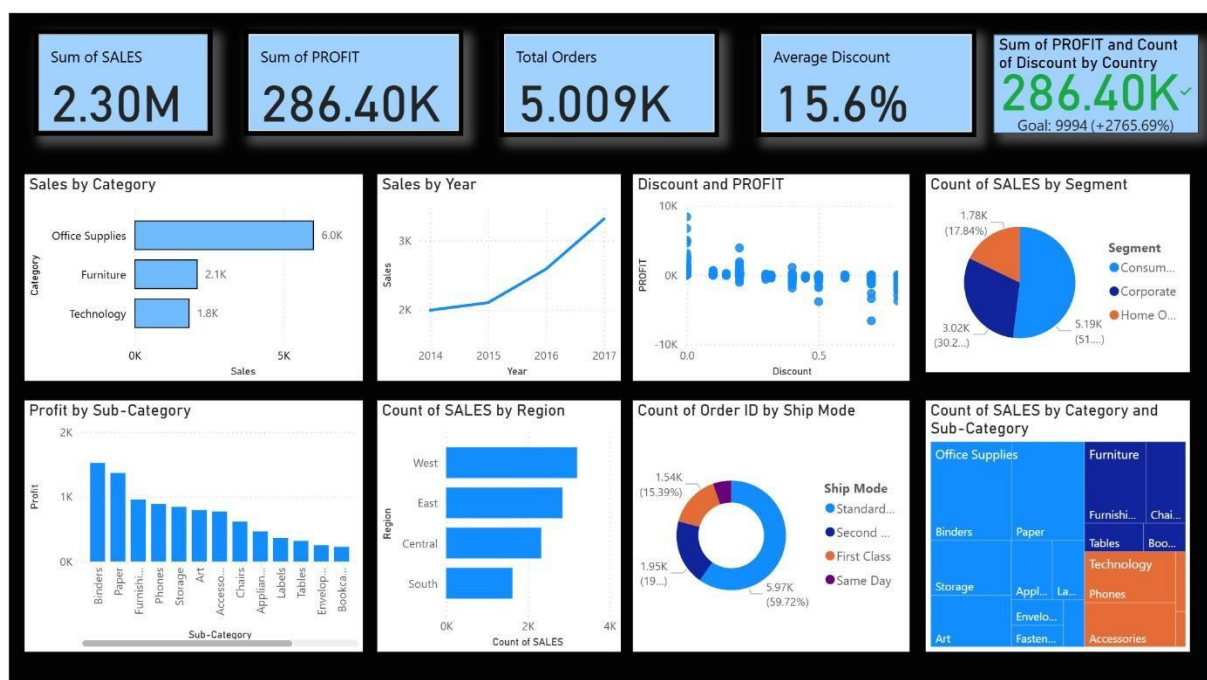 Sum of SALES
2.30M
Sum of PROFIT
286.40K
Total Orders
5.009K
Average Discount
15.6%
Sum of PROFIT and Count
of Discount by Country
286.40K
Goal: 9994 (+2765.69%)
Sales by Category
Category
Office Supplies
6.0K
Furniture
2.1K
Technology
1.8K
0K
5K
Sales
Sales by Year
Sales
3K
2K
2014
2015
2016
2017
Year
Discount and PROFIT
PROFIT
10K
0K
-10K
0.0
0.5
Discount
Count of SALES by Segment
1.78K
(17.84%)
3.02K
(30.2...)
5.19K
(51....)
Segment
Consum...
Corporate
Home O...
Profit by Sub-Category
Profit
2K
1K
0K
Binders
Paper
Furnishi...
Phones
Storage
Art
Accesso...
Chairs
Applian...
Labels
Tables
Envelop...
Bookca...
Sub-Category
Count of SALES by Region
Region
West
East
Central
South
0K
2K
4K
Count of SALES
Count of Order ID by Ship Mode
1.54K
(15.39%)
1.95K
(19...)
5.97K
(59.72%)
Ship Mode
Standard...
Second ...
First Class
Same Day
Count of SALES by Category and
Sub-Category
Office Supplies
Binders
Paper
Storage
Appl...
La...
Envelo...
Art
Fasten...
Furniture
Furnishi...
Chai...
Tables
Boo...
Technology
Phones
Accessories